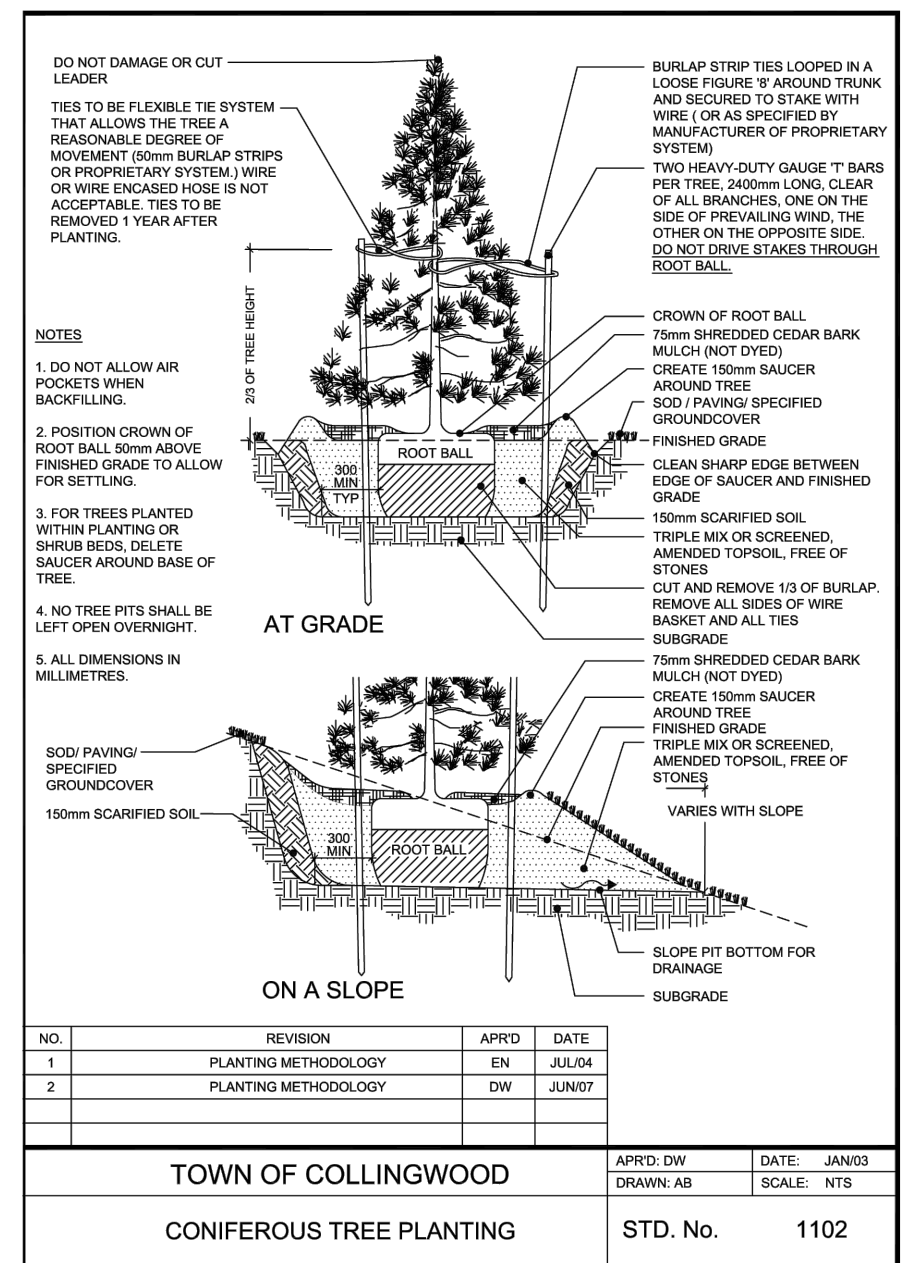 DO NOT DAMAGE OR CUT
LEADER
TIES TO BE FLEXIBLE TIE SYSTEM
THAT ALLOWS THE TREE A
REASONABLE DEGREE OF
MOVEMENT (50mm BURLAP STRIPS
OR PROPRIETARY SYSTEM.) WIRE
OR WIRE ENCASED HOSE IS NOT
ACCEPTABLE. TIES TO BE
REMOVED 1 YEAR AFTER
PLANTING.
BURLAP STRIP TIES LOOPED IN A
LOOSE FIGURE '8' AROUND TRUNK
AND SECURED TO STAKE WITH
WIRE ( OR AS SPECIFIED BY
MANUFACTURER OF PROPRIETARY
SYSTEM)
TWO HEAVY-DUTY GAUGE 'T' BARS
PER TREE, 2400mm LONG, CLEAR
OF ALL BRANCHES, ONE ON THE
SIDE OF PREVAILING WIND, THE
OTHER ON THE OPPOSITE SIDE.
DO NOT DRIVE STAKES THROUGH
ROOT BALL.
2/3 OF TREE HEIGHT
NOTES
1. DO NOT ALLOW AIR
POCKETS WHEN
BACKFILLING.
2. POSITION CROWN OF
ROOT BALL 50mm ABOVE
FINISHED GRADE TO ALLOW
FOR SETTLING.
3. FOR TREES PLANTED
WITHIN PLANTING OR
SHRUB BEDS, DELETE
SAUCER AROUND BASE OF
TREE.
4. NO TREE PITS SHALL BE
LEFT OPEN OVERNIGHT.
5. ALL DIMENSIONS IN
MILLIMETRES.
CROWN OF ROOT BALL
75mm SHREDDED CEDAR BARK
MULCH (NOT DYED)
CREATE 150mm SAUCER
AROUND TREE
SOD / PAVING/ SPECIFIED
GROUNDCOVER
FINISHED GRADE
CLEAN SHARP EDGE BETWEEN
EDGE OF SAUCER AND FINISHED
GRADE
150mm SCARIFIED SOIL
TRIPLE MIX OR SCREENED,
AMENDED TOPSOIL, FREE OF
STONES
CUT AND REMOVE 1/3 OF BURLAP.
REMOVE ALL SIDES OF WIRE
BASKET AND ALL TIES
SUBGRADE
ROOT BALL
300
MIN
TYP
AT GRADE
75mm SHREDDED CEDAR BARK
MULCH (NOT DYED)
CREATE 150mm SAUCER
AROUND TREE
FINISHED GRADE
TRIPLE MIX OR SCREENED,
AMENDED TOPSOIL, FREE OF
STONES
VARIES WITH SLOPE
SOD/ PAVING/
SPECIFIED
GROUNDCOVER
150mm SCARIFIED SOIL
300
MIN
ROOT BALL
SLOPE PIT BOTTOM FOR
DRAINAGE
SUBGRADE
ON A SLOPE
NO. REVISION APR'D DATE
1 PLANTING METHODOLOGY EN JUL/04
2 PLANTING METHODOLOGY DW JUN/07
TOWN OF COLLINGWOOD
APR'D: DW DATE: JAN/03
DRAWN: AB SCALE: NTS
CONIFEROUS TREE PLANTING
STD. No. 1102